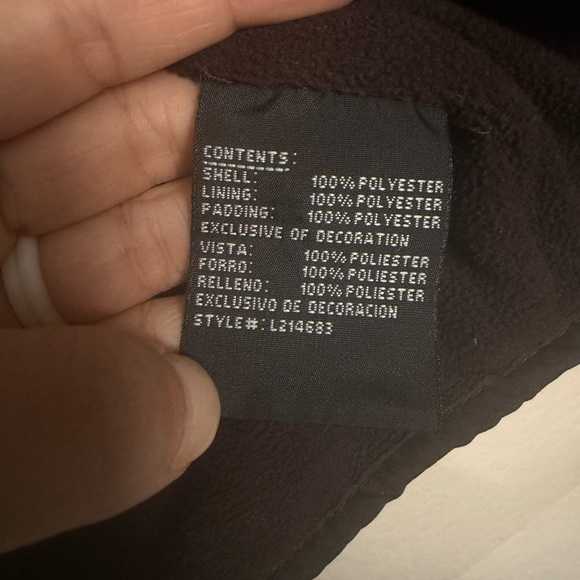 CONTENTS:
SHELL: 100% POLYESTER
LINING: 100% POLYESTER
PADDING: 100% POLYESTER
EXCLUSIVE OF DECORATION
VISTA: 100% POLIESTER
FORRO: 100% POLIESTER
RELLENO: 100% POLIESTER
EXCLUSIVO DE DECORACION
STYLE#: L214683